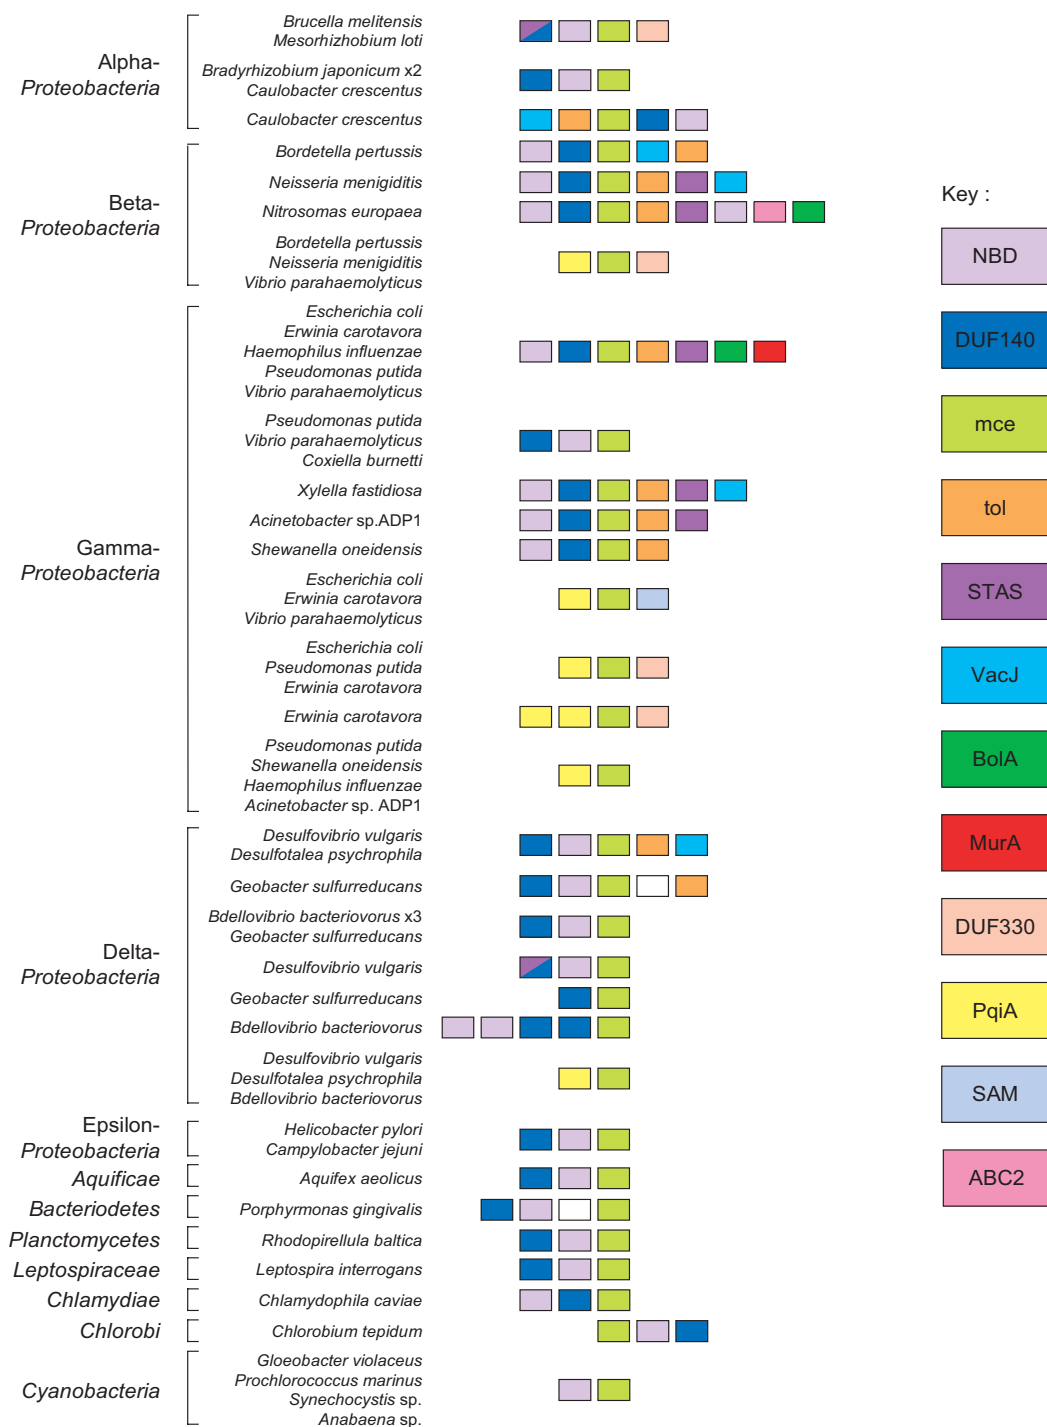 Alpha-
Proteobacteria
Brucella melitensis
Mesorhizhobium loti
Bradyrhizobium japonicum x2
Caulobacter crescentus
Caulobacter crescentus
Beta-
Proteobacteria
Bordetella pertussis
Neisseria menigiditis
Nitrosomas europaea
Bordetella pertussis
Neisseria menigiditis
Vibrio parahaemolyticus
Gamma-
Proteobacteria
Escherichia coli
Erwinia carotavora
Haemophilus influenzae
Pseudomonas putida
Vibrio parahaemolyticus
Pseudomonas putida
Vibrio parahaemolyticus
Coxiella burnetti
Xylella fastidiosa
Acinetobacter sp.ADP1
Shewanella oneidensis
Escherichia coli
Erwinia carotavora
Vibrio parahaemolyticus
Escherichia coli
Pseudomonas putida
Erwinia carotavora
Erwinia carotavora
Pseudomonas putida
Shewanella oneidensis
Haemophilus influenzae
Acinetobacter sp. ADP1
Delta-
Proteobacteria
Desulfovibrio vulgaris
Desulfotalea psychrophila
Geobacter sulfurreducans
Bdellovibrio bacteriovorus x3
Geobacter sulfurreducans
Desulfovibrio vulgaris
Geobacter sulfurreducans
Bdellovibrio bacteriovorus
Desulfovibrio vulgaris
Desulfotalea psychrophila
Bdellovibrio bacteriovorus
Epsilon-
Proteobacteria
Helicobacter pylori
Campylobacter jejuni
Aquificae
Aquifex aeolicus
Bacteriodetes
Porphyrmonas gingivalis
Planctomycetes
Rhodopirellula baltica
Leptospiraceae
Leptospira interrogans
Chlamydiae
Chlamydophila caviae
Chlorobi
Chlorobium tepidum
Cyanobacteria
Gloeobacter violaceus
Prochlorococcus marinus
Synechocystis sp.
Anabaena sp.
Key :
NBD
DUF140
mce
tol
STAS
VacJ
BolA
MurA
DUF330
PqiA
SAM
ABC2